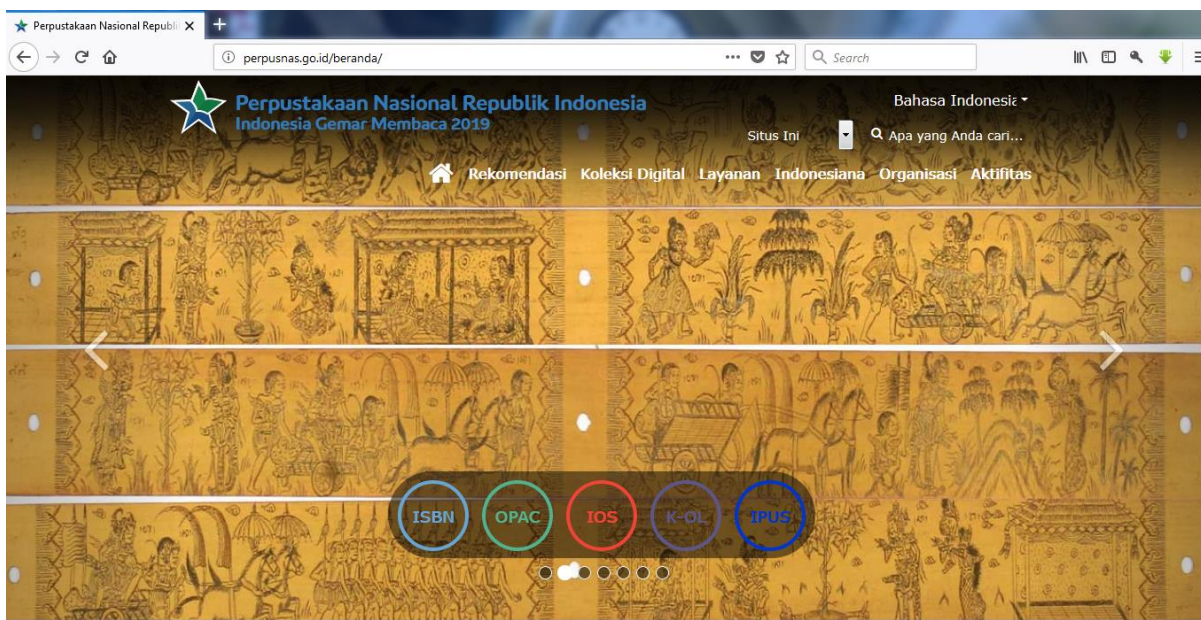 Perpustakaan Nasional Republi
perpusnas.go.id/beranda/
Search
Perpustakaan Nasional Republik Indonesia
Indonesia Gemar Membaca 2019
Bahasa Indonesia
Situs Ini
Apa yang Anda cari...
Rekomendasi Koleksi Digital Layanan Indonesiana Organisasi Aktifitas
ISBN OPAC IOS K-OL IPUS